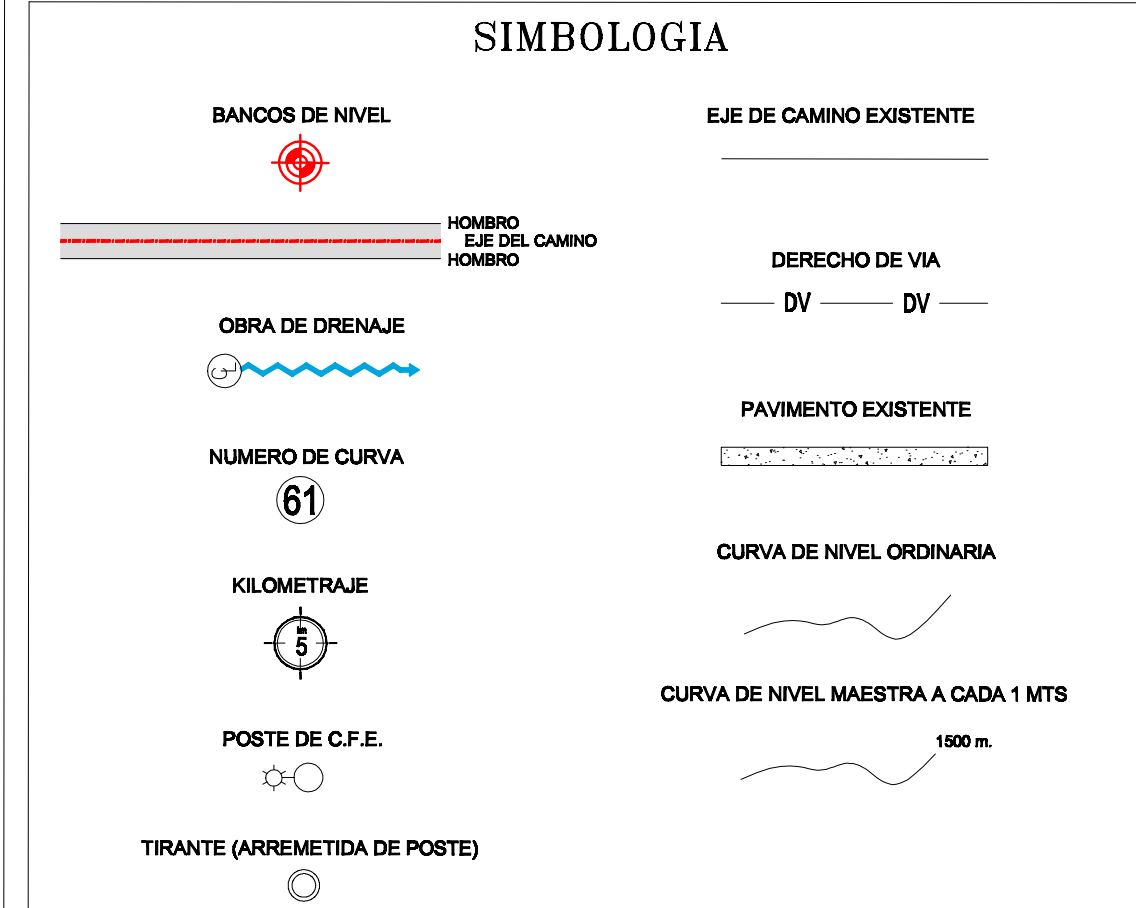 SIMBOLOGIA
BANCOS DE NIVEL
HOMBRO
EJE DEL CAMINO
HOMBRO
OBRA DE DRENAJE
GL
NUMERO DE CURVA
61
KILOMETRAJE
km
5
POSTE DE C.F.E.
TIRANTE (ARREMETIDA DE POSTE)
EJE DE CAMINO EXISTENTE
DERECHO DE VIA
DV DV
PAVIMENTO EXISTENTE
CURVA DE NIVEL ORDINARIA
CURVA DE NIVEL MAESTRA A CADA 1 MTS
1500 m.